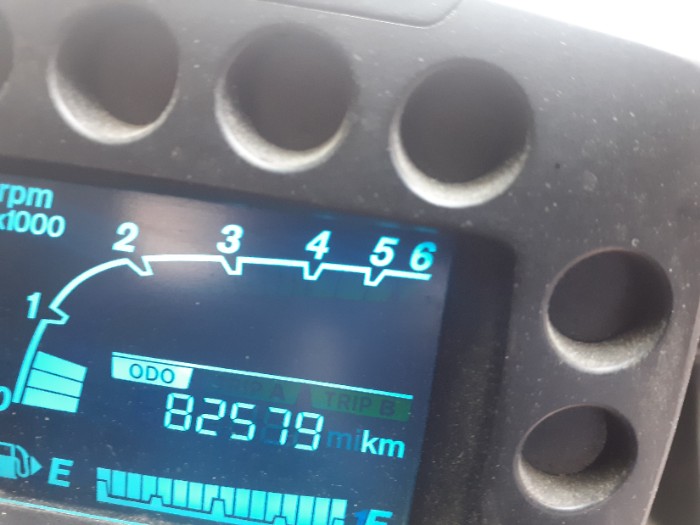 rpm
x1000
1 2 3 4 5 6
0
ODO TRIP A TRIP B
82579 mi km
E F